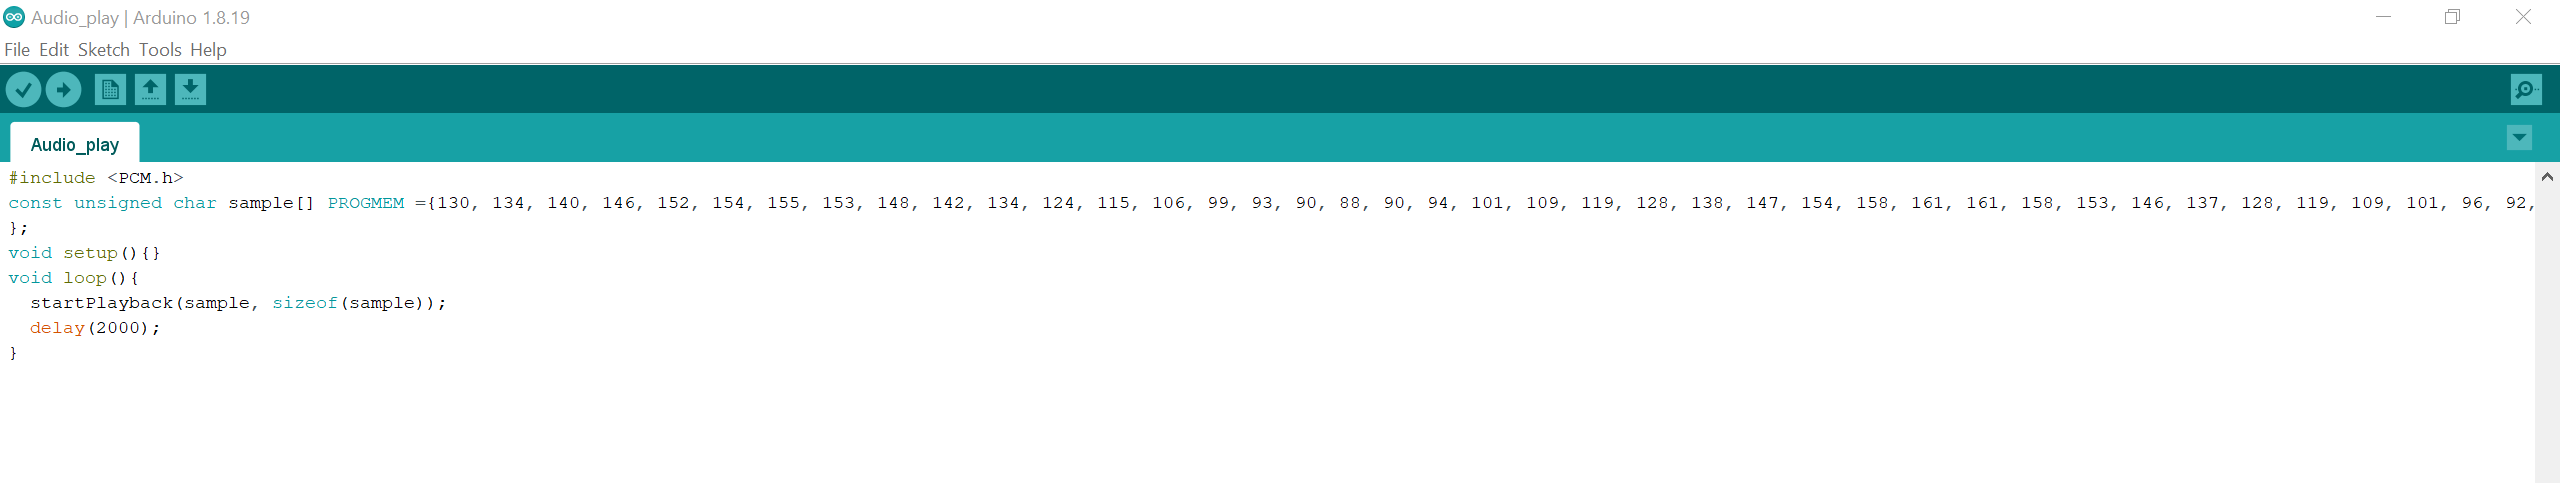 Audio_play | Arduino 1.8.19
File Edit Sketch Tools Help
Audio_play
#include <PCM.h>
const unsigned char sample[] PROGMEM ={130, 134, 140, 146, 152, 154, 155, 153, 148, 142, 134, 124, 115, 106, 99, 93, 90, 88, 90, 94, 101, 109, 119, 128, 138, 147, 154, 158, 161, 161, 158, 153, 146, 137, 128, 119, 109, 101, 96, 92,
};
void setup(){}
void loop(){
  startPlayback(sample, sizeof(sample));
  delay(2000);
}